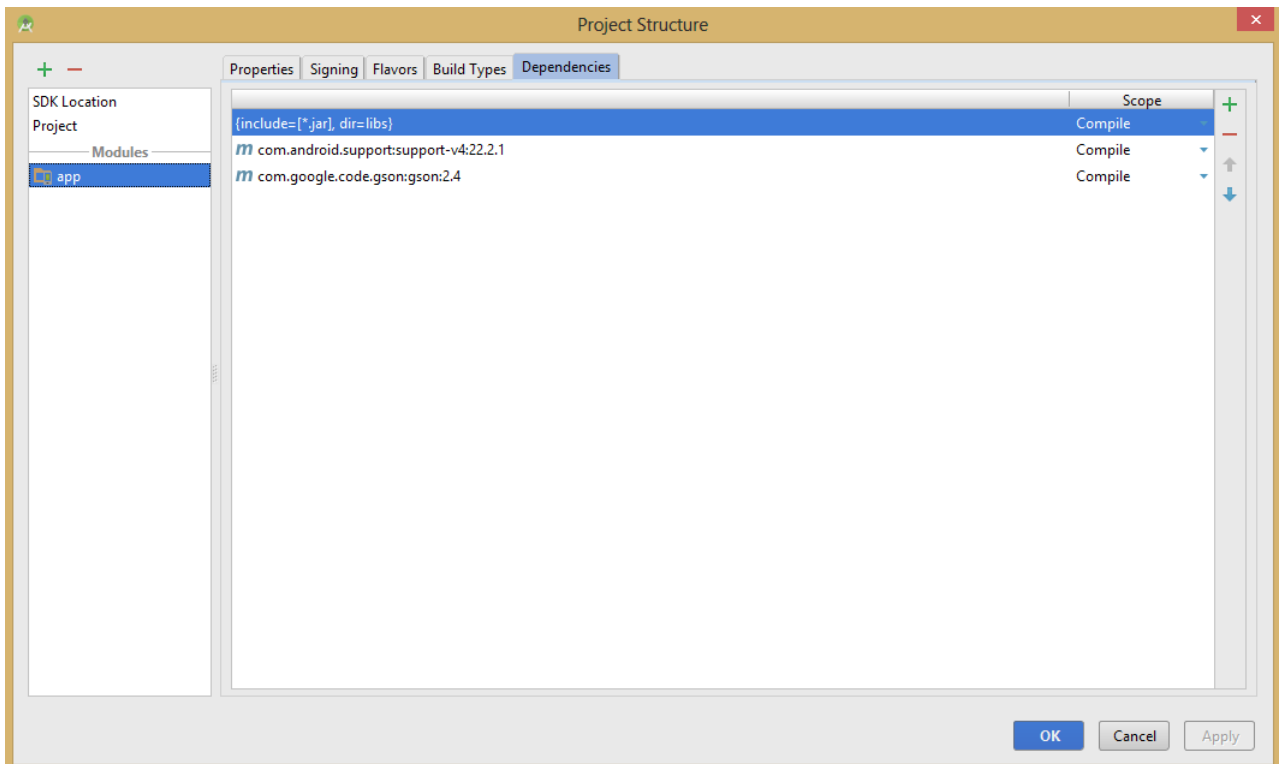 Project Structure
Properties Signing Flavors Build Types Dependencies
SDK Location
Project
Modules
app
Scope
{include=[*.jar], dir=libs} Compile
m com.android.support:support-v4:22.2.1 Compile
m com.google.code.gson:gson:2.4 Compile
OK Cancel Apply